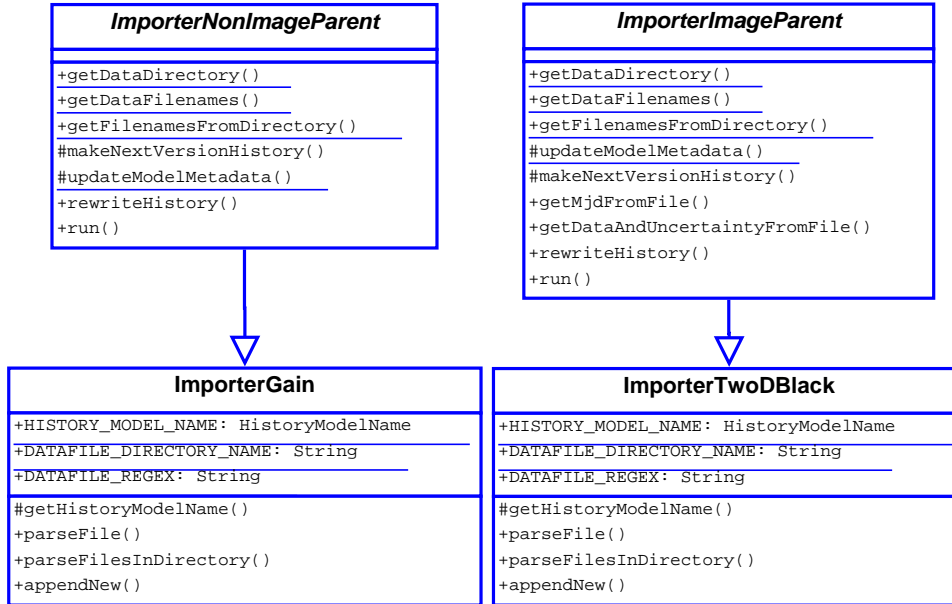 ImporterNonImageParent
+getDataDirectory()
+getDataFilenames()
+getFilenamesFromDirectory()
#makeNextVersionHistory()
#updateModelMetadata()
+rewriteHistory()
+run()
ImporterImageParent
+getDataDirectory()
+getDataFilenames()
+getFilenamesFromDirectory()
#updateModelMetadata()
#makeNextVersionHistory()
+getMjdFromFile()
+getDataAndUncertaintyFromFile()
+rewriteHistory()
+run()
ImporterGain
+HISTORY_MODEL_NAME: HistoryModelName
+DATAFILE_DIRECTORY_NAME: String
+DATAFILE_REGEX: String
#getHistoryModelName()
+parseFile()
+parseFilesInDirectory()
+appendNew()
ImporterTwoDBlack
+HISTORY_MODEL_NAME: HistoryModelName
+DATAFILE_DIRECTORY_NAME: String
+DATAFILE_REGEX: String
#getHistoryModelName()
+parseFile()
+parseFilesInDirectory()
+appendNew()